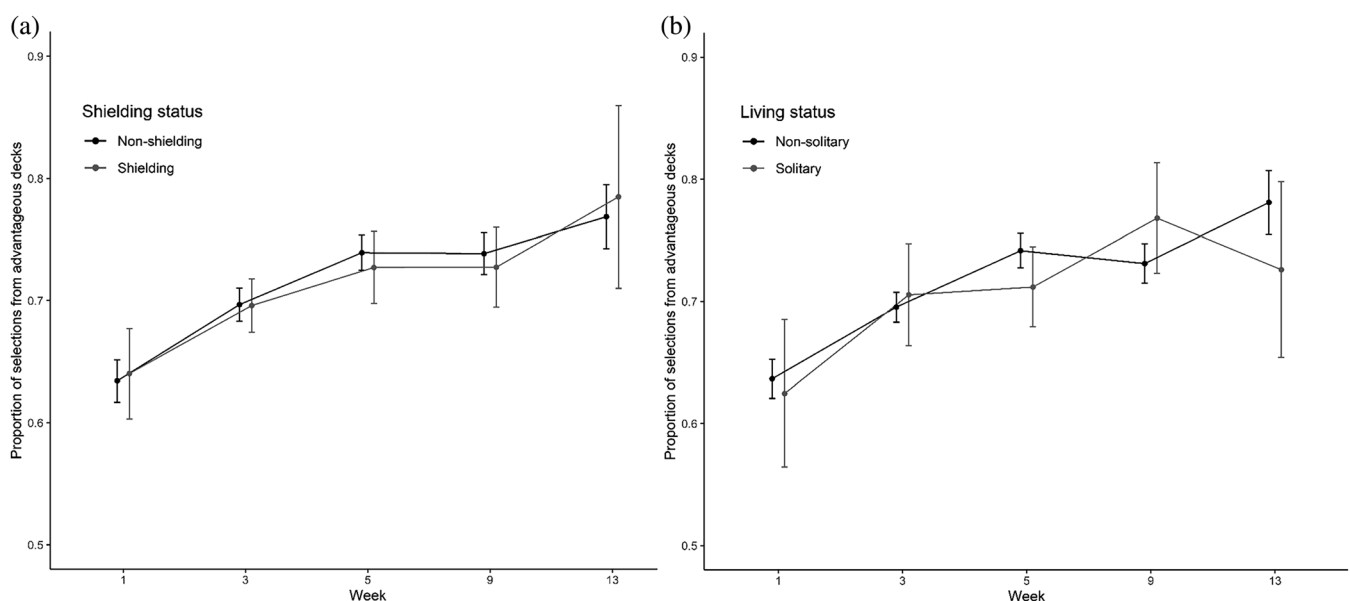 (a)
Proportion of selections from advantageous decks
0.9
0.8
0.7
0.6
0.5
Shielding status
Non-shielding
Shielding
1 3 5 9 13
Week
(b)
Proportion of selections from advantageous decks
0.9
0.8
0.7
0.6
0.5
Living status
Non-solitary
Solitary
1 3 5 9 13
Week